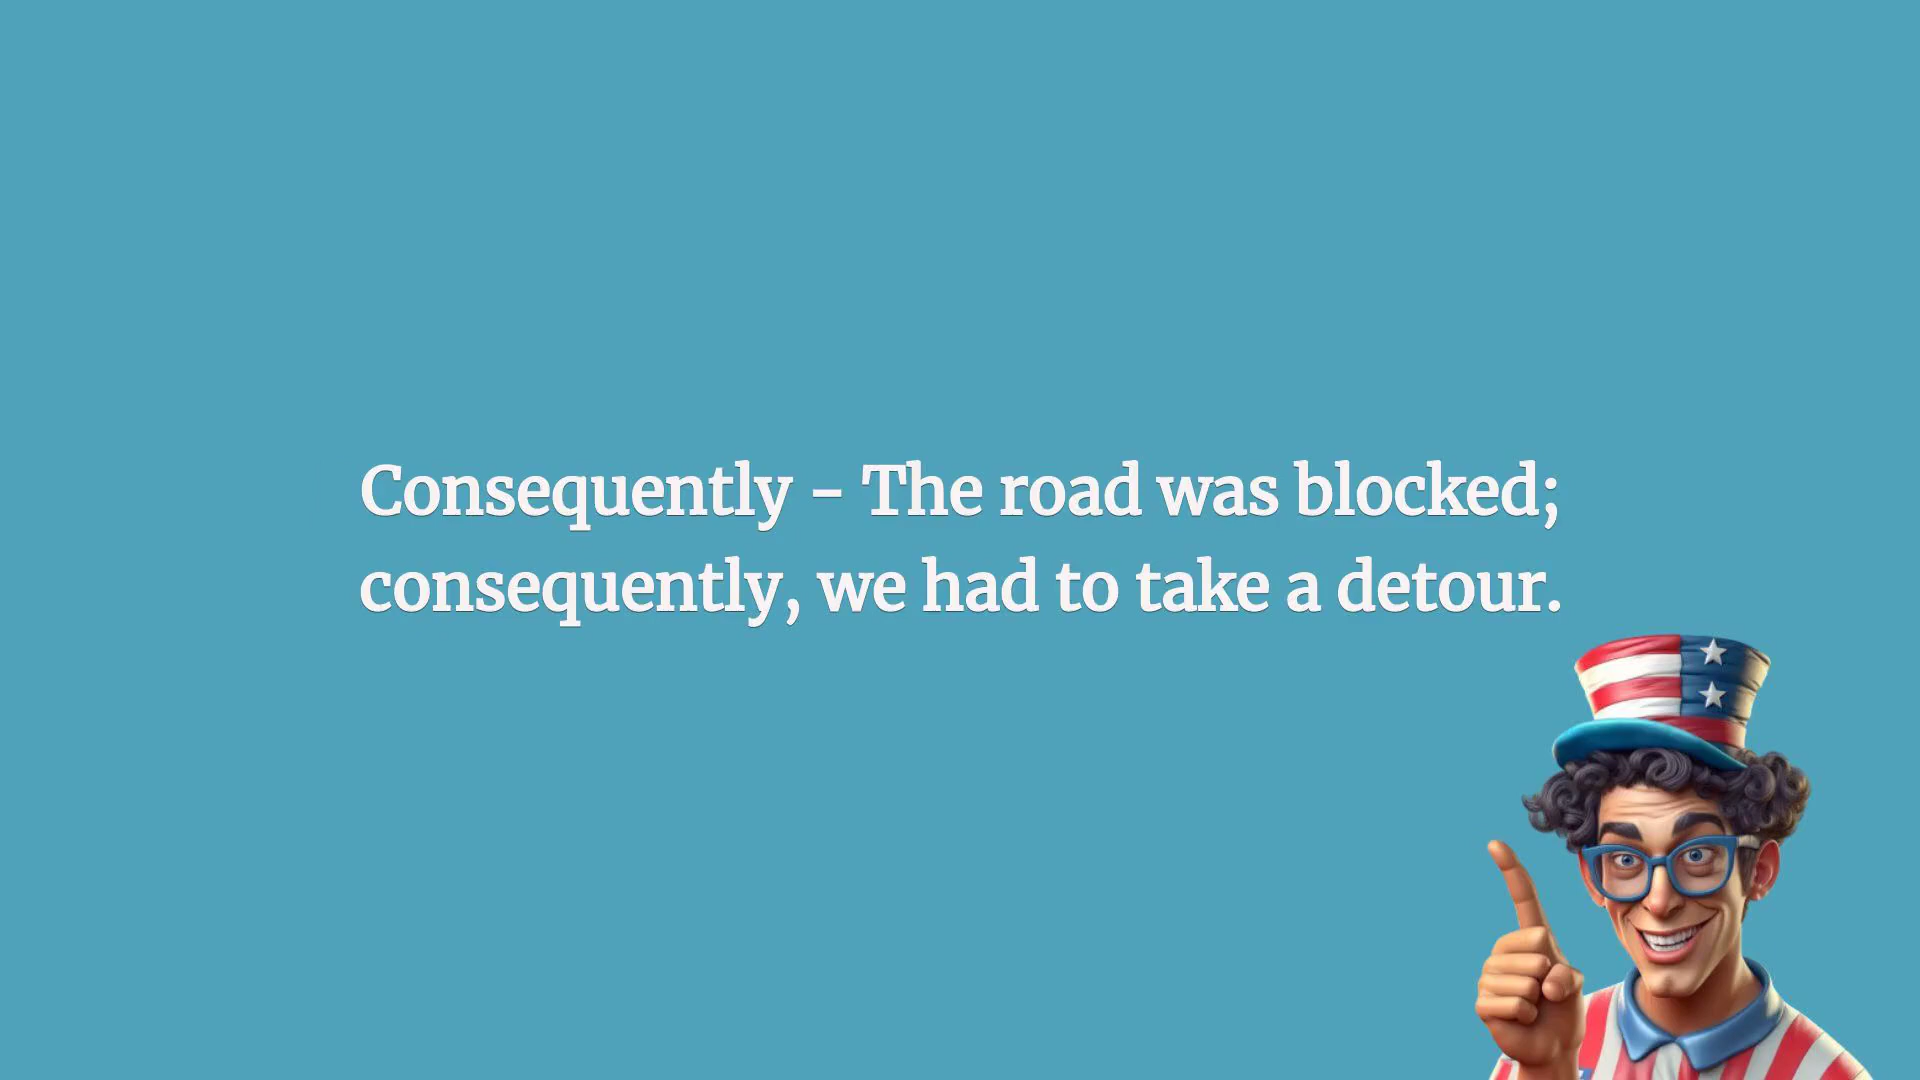 Consequently - The road was blocked;
consequently, we had to take a detour.